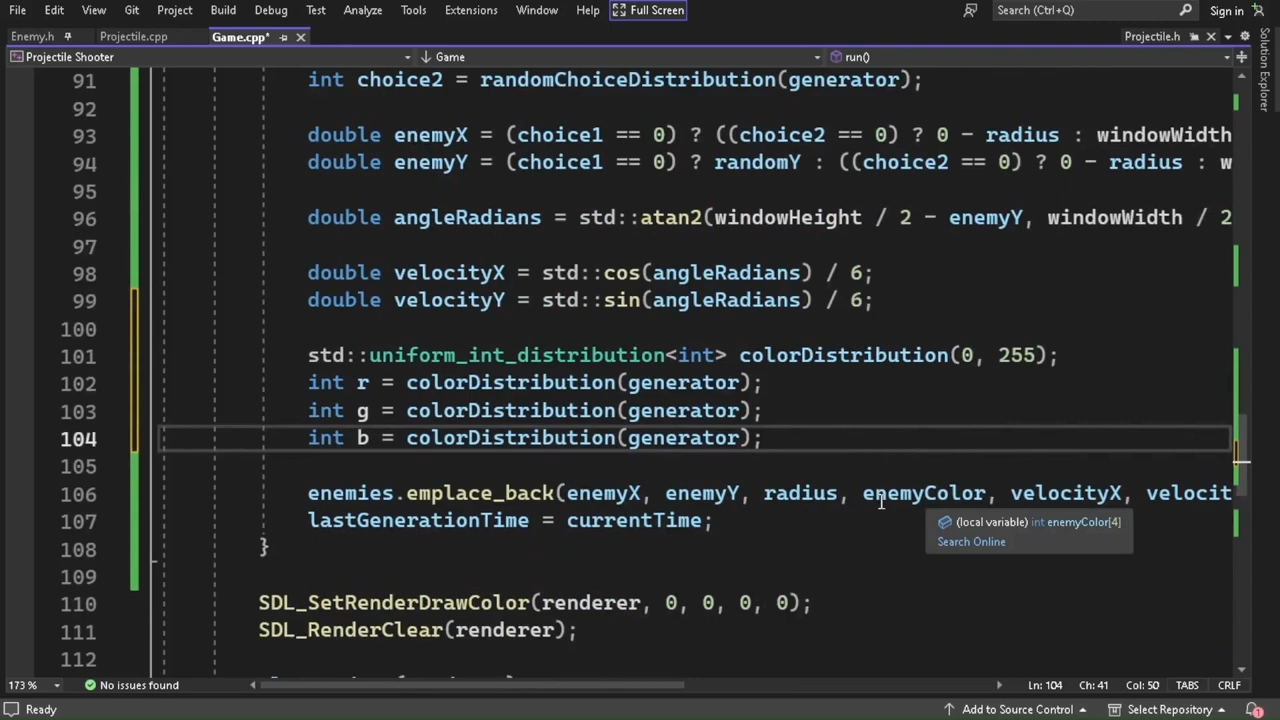 File Edit View Git Project Build Debug Test Analyze Tools Extensions Window Help Full Screen Search (Ctrl+Q) Sign in
Enemy.h Projectile.cpp Game.cpp* Projectile.h
Projectile Shooter Game run()
Solution Explorer
91 int choice2 = randomChoiceDistribution(generator);
92
93 double enemyX = (choice1 == 0) ? ((choice2 == 0) ? 0 - radius : windowWidth
94 double enemyY = (choice1 == 0) ? randomY : ((choice2 == 0) ? 0 - radius : w
95
96 double angleRadians = std::atan2(windowHeight / 2 - enemyY, windowWidth / 2
97
98 double velocityX = std::cos(angleRadians) / 6;
99 double velocityY = std::sin(angleRadians) / 6;
100
101 std::uniform_int_distribution<int> colorDistribution(0, 255);
102 int r = colorDistribution(generator);
103 int g = colorDistribution(generator);
104 int b = colorDistribution(generator);
105
106 enemies.emplace_back(enemyX, enemyY, radius, enemyColor, velocityX, velocit
107 lastGenerationTime = currentTime;
(local variable) int enemyColor[4]
Search Online
108 }
109
110 SDL_SetRenderDrawColor(renderer, 0, 0, 0, 0);
111 SDL_RenderClear(renderer);
112
173 % No issues found Ln: 104 Ch: 41 Col: 50 TABS CRLF
Ready Add to Source Control Select Repository 1